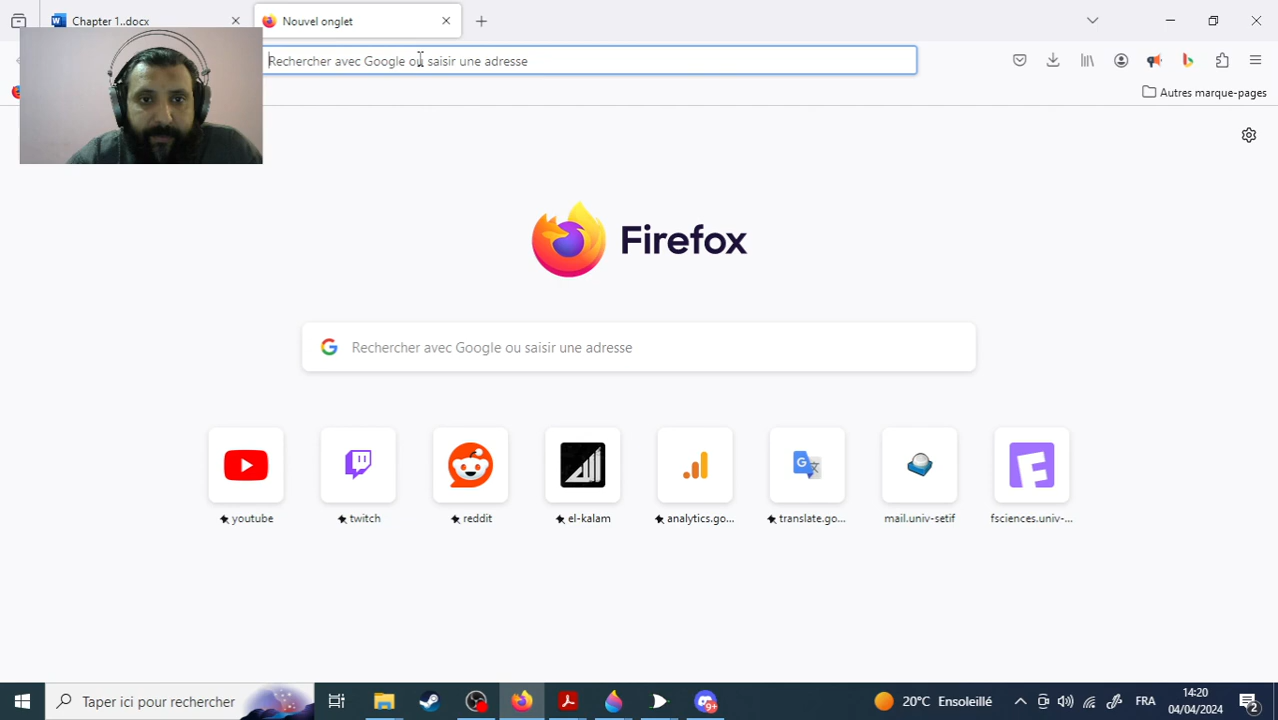 Chapter 1..docx
Nouvel onglet
Rechercher avec Google ou saisir une adresse
Autres marque-pages
Firefox
Rechercher avec Google ou saisir une adresse
youtube
twitch
reddit
el-kalam
analytics.go...
translate.go...
mail.univ-setif
fsciences.univ-...
Taper ici pour rechercher
9+
20°C Ensoleillé
FRA
14:20
04/04/2024
2